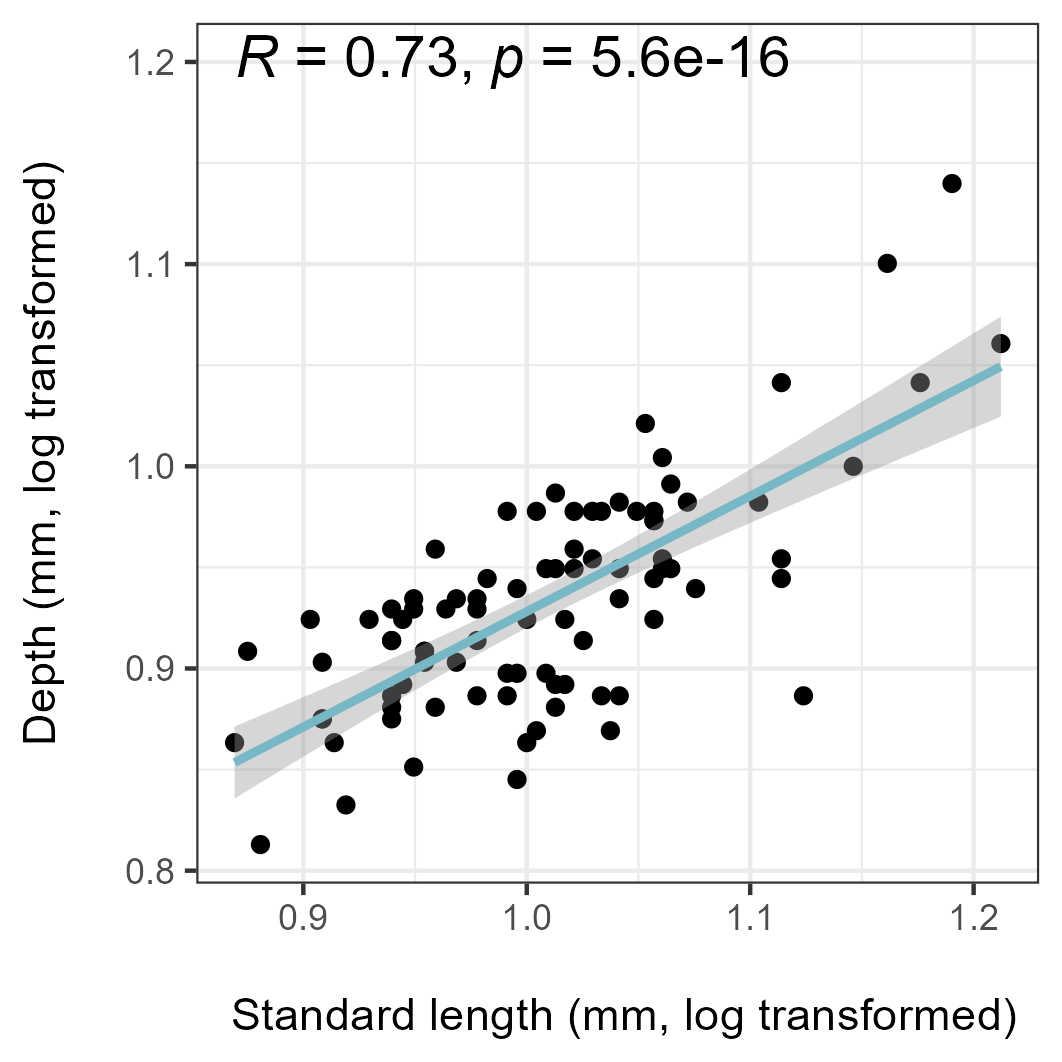 R = 0.73, p = 5.6e-16
1.2
1.1
1.0
0.9
0.8
Depth (mm, log transformed)
0.9 1.0 1.1 1.2
Standard length (mm, log transformed)